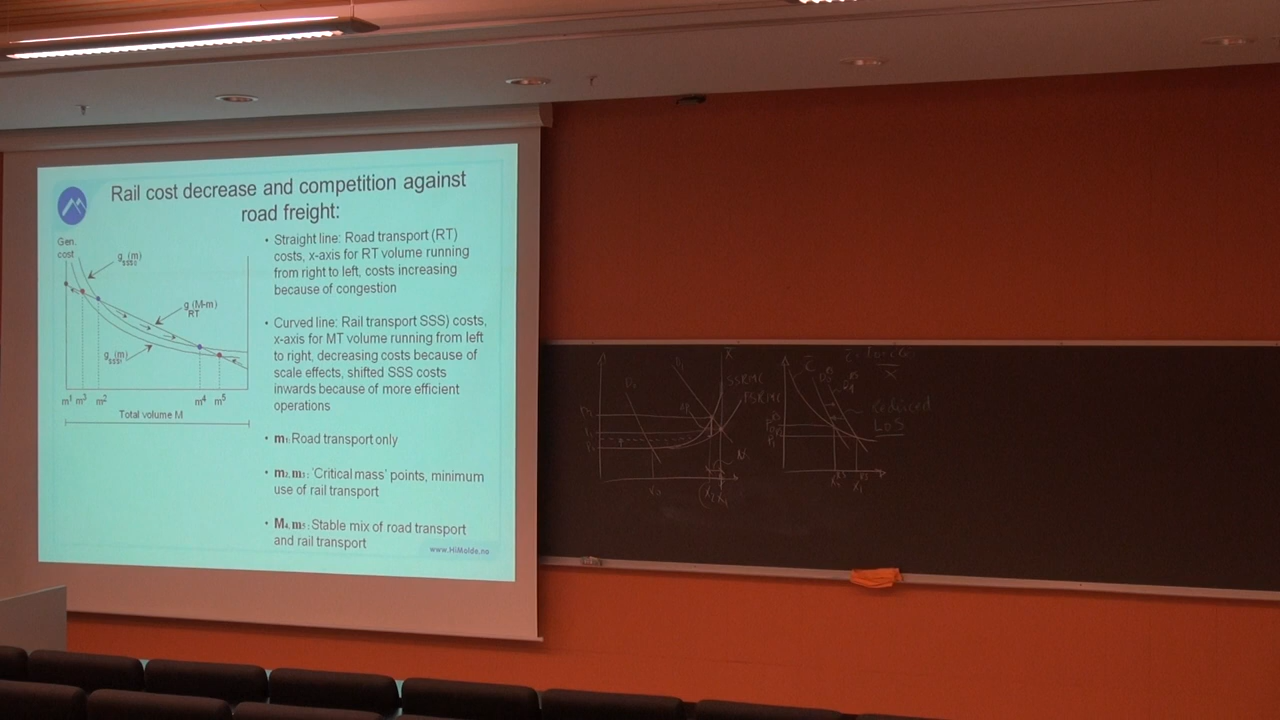 Rail cost decrease and competition against
road freight:
Gen.
cost
g (m)
SSS₀
g (M-m)
RT
g (m)
SSS₁
m¹ m³ m² m⁴ m⁵
Total volume M
• Straight line: Road transport (RT)
costs, x-axis for RT volume running
from right to left, costs increasing
because of congestion
• Curved line: Rail transport SSS) costs,
x-axis for MT volume running from left
to right, decreasing costs because of
scale effects, shifted SSS costs
inwards because of more efficient
operations
• m₁: Road transport only
• m₂, m₃ : 'Critical mass' points, minimum
use of rail transport
• M₄, m₅ : Stable mix of road transport
and rail transport
www.HiMolde.no
SSRMC
reduced
LOS